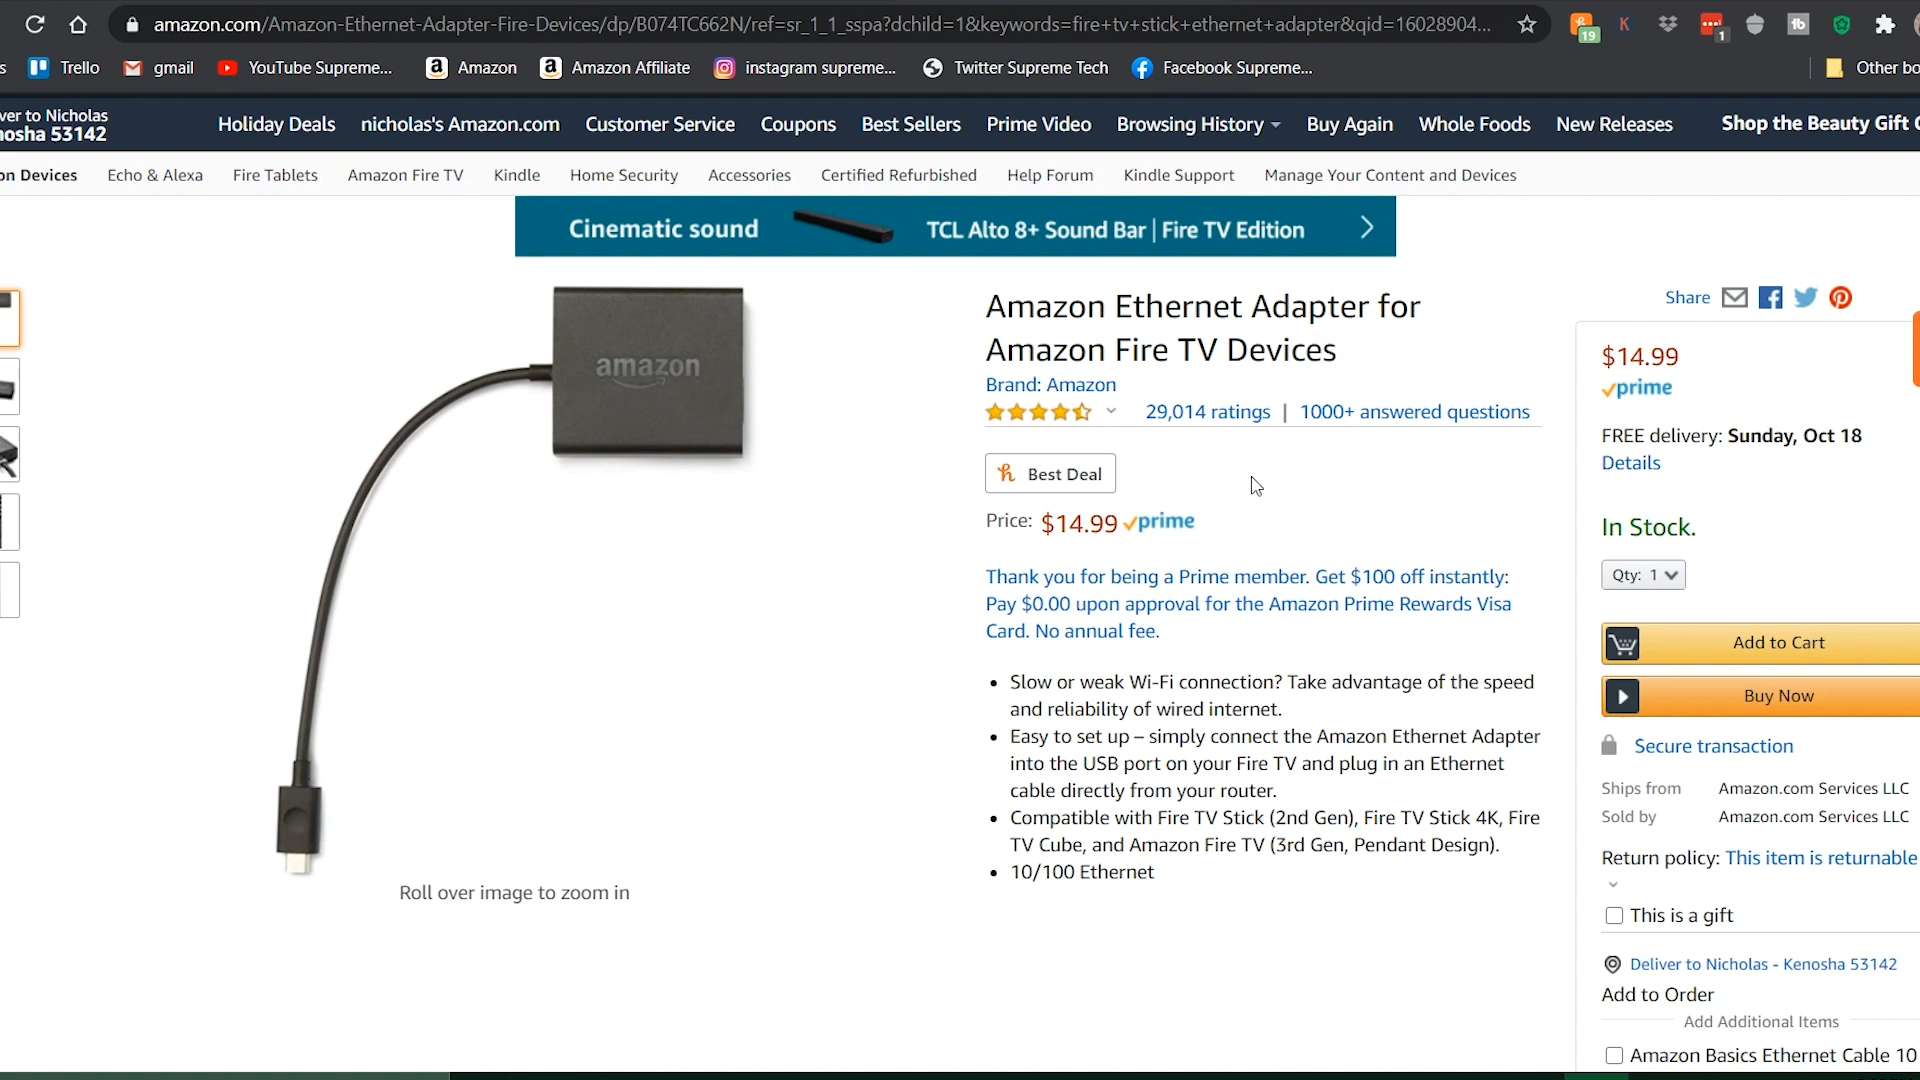 amazon.com/Amazon-Ethernet-Adapter-Fire-Devices/dp/B074TC662N/ref=sr_1_1_sspa?dchild=1&keywords=fire+tv+stick+ethernet+adapter&qid=16028904...
19
K
1
tb
s
Trello
gmail
YouTube Supreme...
Amazon
Amazon Affiliate
instagram supreme...
Twitter Supreme Tech
Facebook Supreme...
Other bo
ver to Nicholas
nosha 53142
Holiday Deals
nicholas's Amazon.com
Customer Service
Coupons
Best Sellers
Prime Video
Browsing History
Buy Again
Whole Foods
New Releases
Shop the Beauty Gift G
on Devices
Echo & Alexa
Fire Tablets
Amazon Fire TV
Kindle
Home Security
Accessories
Certified Refurbished
Help Forum
Kindle Support
Manage Your Content and Devices
Cinematic sound
TCL Alto 8+ Sound Bar | Fire TV Edition
amazon
Roll over image to zoom in
Amazon Ethernet Adapter for
Amazon Fire TV Devices
Brand: Amazon
29,014 ratings | 1000+ answered questions
Best Deal
Price: $14.99 prime
Thank you for being a Prime member. Get $100 off instantly:
Pay $0.00 upon approval for the Amazon Prime Rewards Visa
Card. No annual fee.
• Slow or weak Wi-Fi connection? Take advantage of the speed
and reliability of wired internet.
• Easy to set up – simply connect the Amazon Ethernet Adapter
into the USB port on your Fire TV and plug in an Ethernet
cable directly from your router.
• Compatible with Fire TV Stick (2nd Gen), Fire TV Stick 4K, Fire
TV Cube, and Amazon Fire TV (3rd Gen, Pendant Design).
• 10/100 Ethernet
Share
$14.99
prime
FREE delivery: Sunday, Oct 18
Details
In Stock.
Qty: 1
Add to Cart
Buy Now
Secure transaction
Ships from Amazon.com Services LLC
Sold by Amazon.com Services LLC
Return policy: This item is returnable
This is a gift
Deliver to Nicholas - Kenosha 53142
Add to Order
Add Additional Items
Amazon Basics Ethernet Cable 10